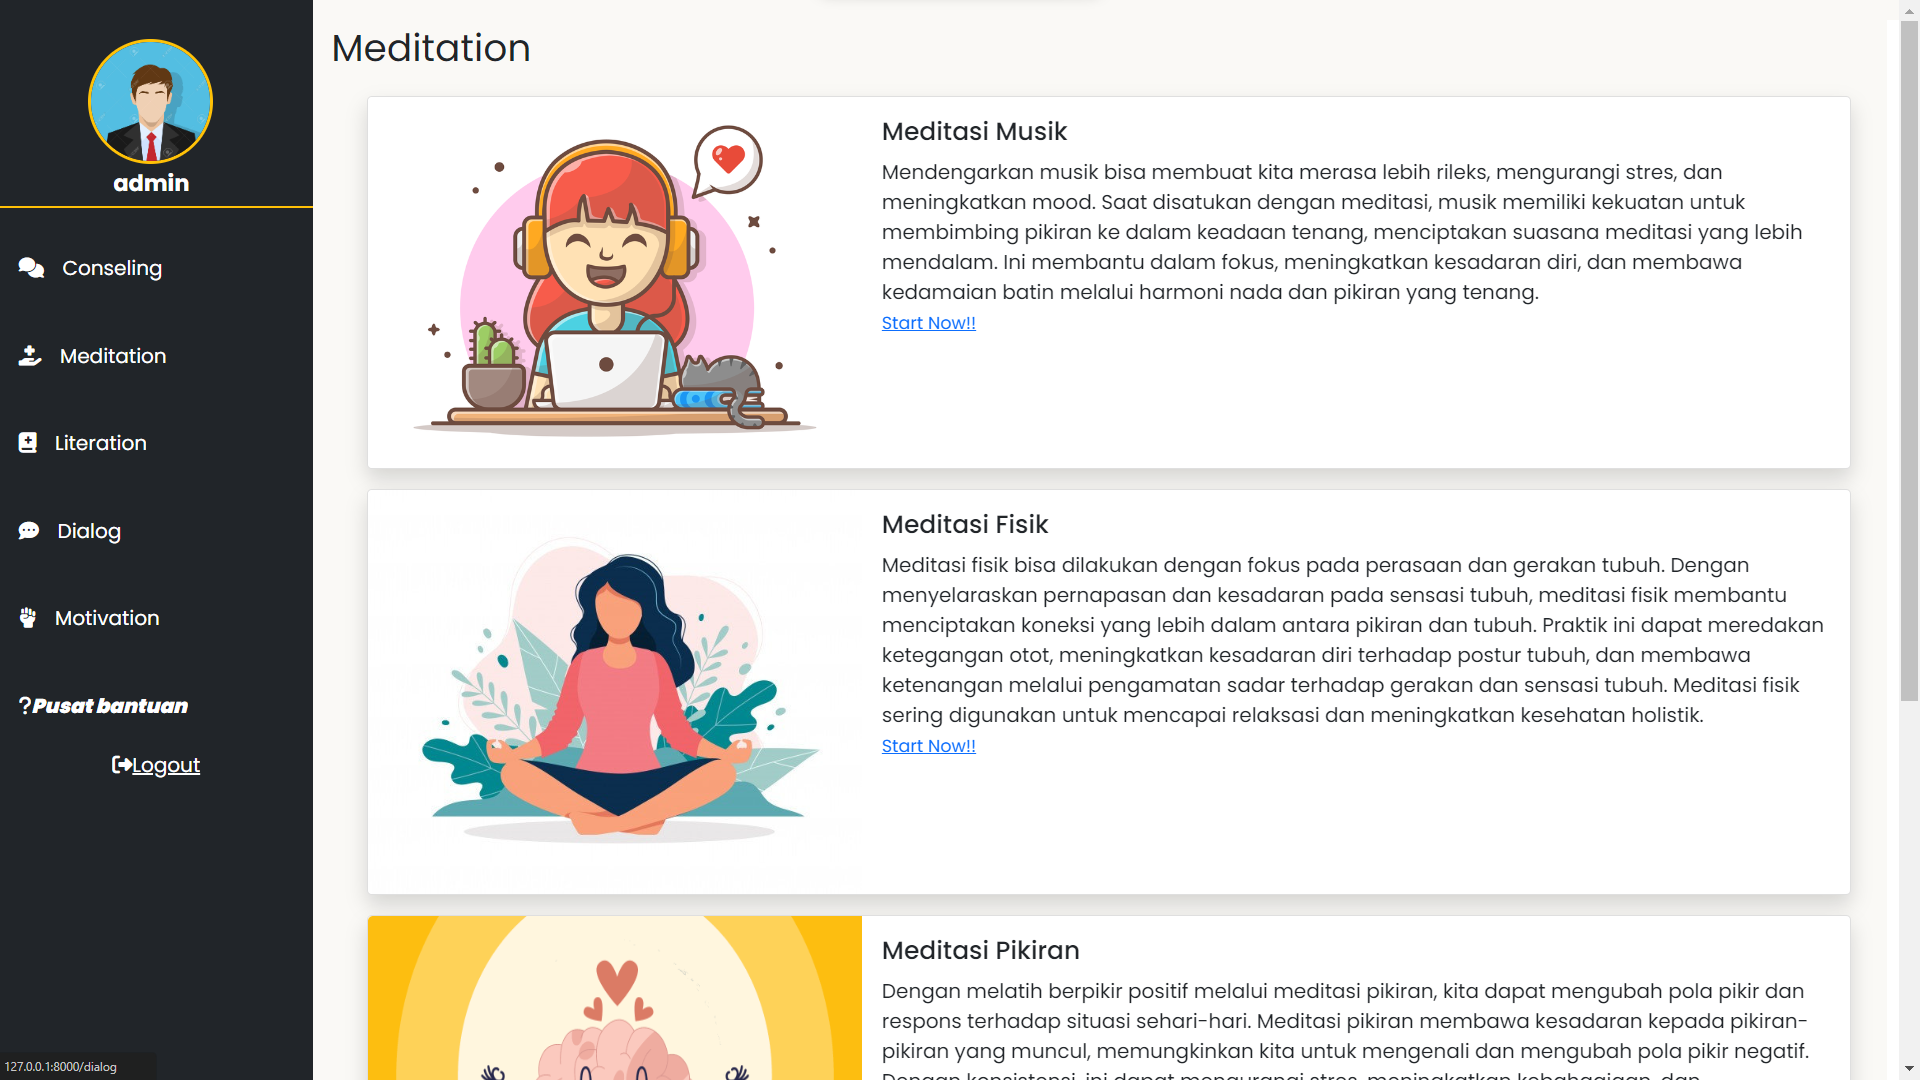 admin
Conseling
Meditation
Literation
Dialog
Motivation
?Pusat bantuan
Logout
127.0.0.1:8000/dialog
Meditation
Meditasi Musik
Mendengarkan musik bisa membuat kita merasa lebih rileks, mengurangi stres, dan
meningkatkan mood. Saat disatukan dengan meditasi, musik memiliki kekuatan untuk
membimbing pikiran ke dalam keadaan tenang, menciptakan suasana meditasi yang lebih
mendalam. Ini membantu dalam fokus, meningkatkan kesadaran diri, dan membawa
kedamaian batin melalui harmoni nada dan pikiran yang tenang.
Start Now!!
Meditasi Fisik
Meditasi fisik bisa dilakukan dengan fokus pada perasaan dan gerakan tubuh. Dengan
menyelaraskan pernapasan dan kesadaran pada sensasi tubuh, meditasi fisik membantu
menciptakan koneksi yang lebih dalam antara pikiran dan tubuh. Praktik ini dapat meredakan
ketegangan otot, meningkatkan kesadaran diri terhadap postur tubuh, dan membawa
ketenangan melalui pengamatan sadar terhadap gerakan dan sensasi tubuh. Meditasi fisik
sering digunakan untuk mencapai relaksasi dan meningkatkan kesehatan holistik.
Start Now!!
Meditasi Pikiran
Dengan melatih berpikir positif melalui meditasi pikiran, kita dapat mengubah pola pikir dan
respons terhadap situasi sehari-hari. Meditasi pikiran membawa kesadaran kepada pikiran-
pikiran yang muncul, memungkinkan kita untuk mengenali dan mengubah pola pikir negatif.
Dengan konsistensi, ini dapat mengurangi stres, meningkatkan kebahagiaan, dan